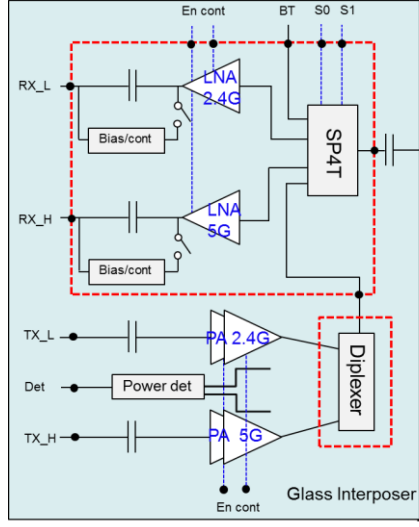 En cont
BT
S0
S1
RX_L
LNA
2.4G
Bias/cont
SP4T
RX_H
LNA
5G
Bias/cont
TX_L
PA 2.4G
Det
Power det
Diplexer
TX_H
PA 5G
En cont
Glass Interposer